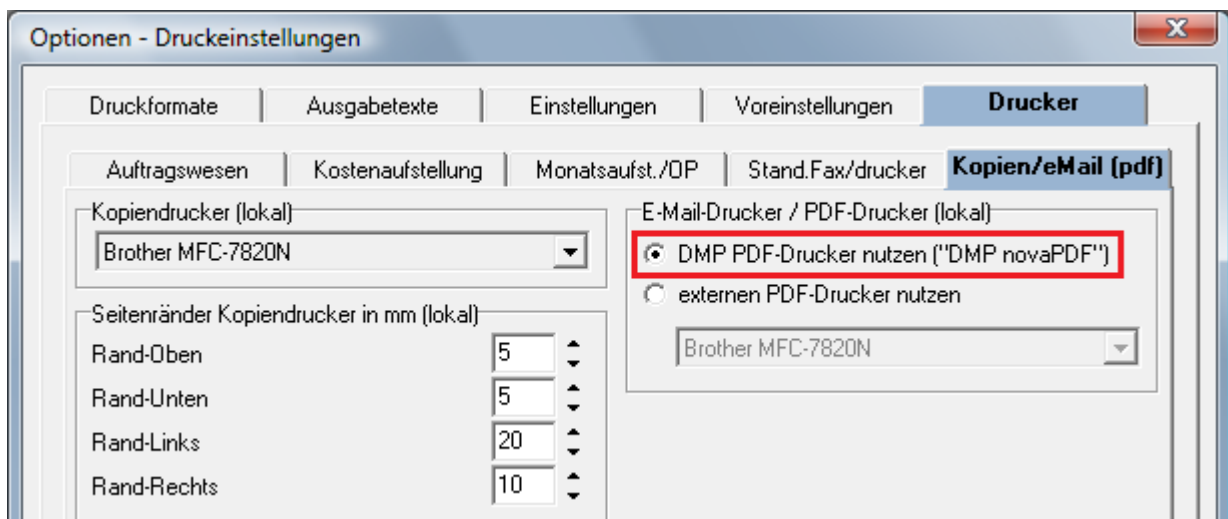 Optionen - Druckeinstellungen
Druckformate Ausgabetexte Einstellungen Voreinstellungen Drucker
Auftragswesen Kostenaufstellung Monatsaufst./OP Stand.Fax/drucker Kopien/eMail (pdf)
Kopiendrucker (lokal)
Brother MFC-7820N
Seitenränder Kopiendrucker in mm (lokal)
Rand-Oben 5
Rand-Unten 5
Rand-Links 20
Rand-Rechts 10
E-Mail-Drucker / PDF-Drucker (lokal)
DMP PDF-Drucker nutzen ("DMP novaPDF")
externen PDF-Drucker nutzen
Brother MFC-7820N